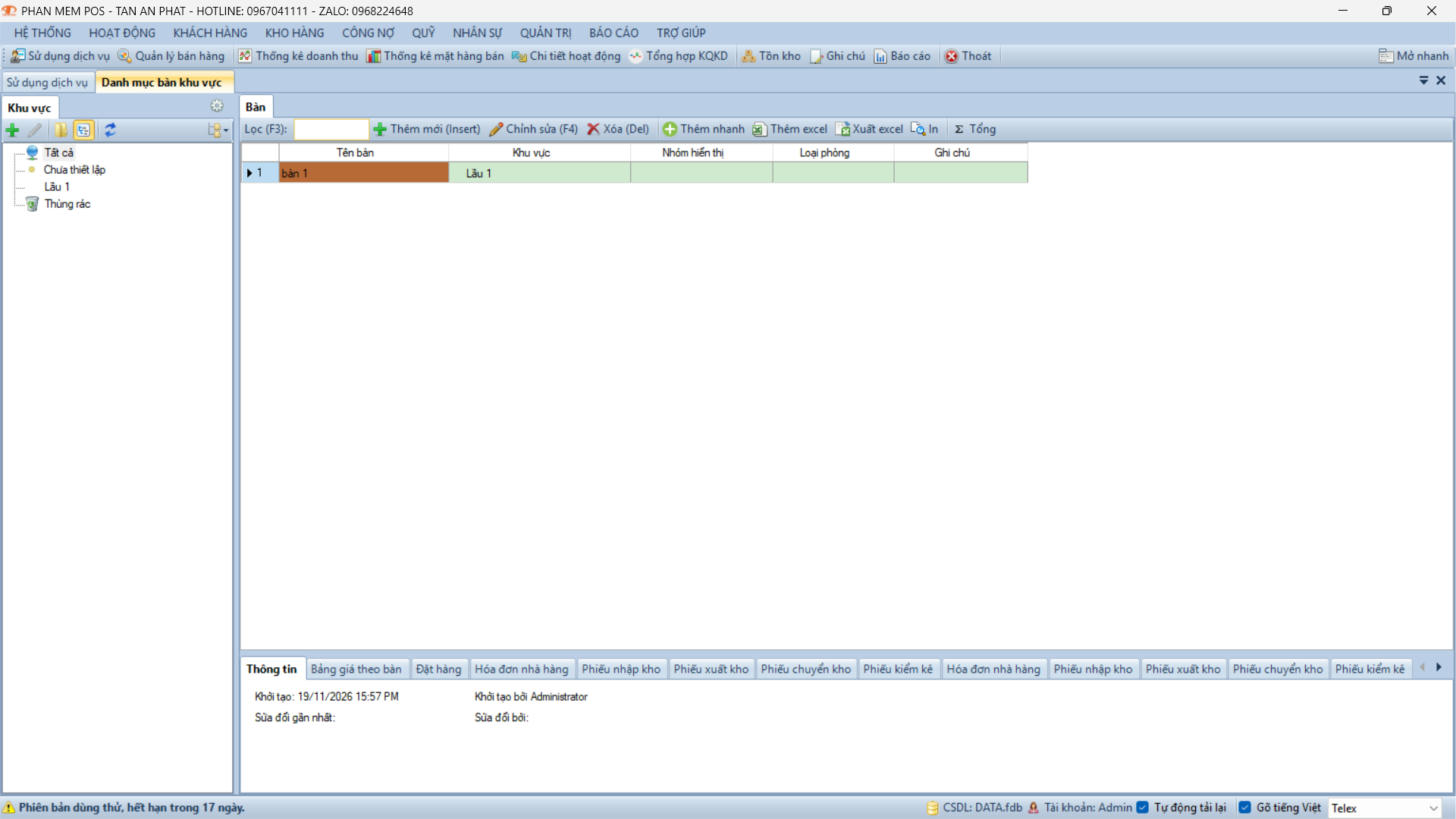 PHAN MEM POS - TAN AN PHAT - HOTLINE: 0967041111 - ZALO: 0968224648
HỆ THỐNG HOẠT ĐỘNG KHÁCH HÀNG KHO HÀNG CÔNG NỢ QUỸ NHÂN SỰ QUẢN TRỊ BÁO CÁO TRỢ GIÚP
Sử dụng dịch vụ Quản lý bán hàng Thống kê doanh thu Thống kê mặt hàng bán Chi tiết hoạt động Tổng hợp KQKD Tồn kho Ghi chú Báo cáo Thoát Mở nhanh
Sử dụng dịch vụ Danh mục bàn khu vực
Khu vực Bàn
Lọc (F3): Thêm mới (Insert) Chỉnh sửa (F4) Xóa (Del) Thêm nhanh Thêm excel Xuất excel In Σ Tổng
Tất cả
Chưa thiết lập
Lầu 1
Thùng rác
Tên bàn Khu vực Nhóm hiển thị Loại phòng Ghi chú
1 bàn 1 Lầu 1
Thông tin Bảng giá theo bàn Đặt hàng Hóa đơn nhà hàng Phiếu nhập kho Phiếu xuất kho Phiếu chuyển kho Phiếu kiểm kê Hóa đơn nhà hàng Phiếu nhập kho Phiếu xuất kho Phiếu chuyển kho Phiếu kiểm kê
Khởi tạo: 19/11/2026 15:57 PM Khởi tạo bởi Administrator
Sửa đổi gần nhất: Sửa đổi bởi:
Phiên bản dùng thử, hết hạn trong 17 ngày. CSDL: DATA.fdb Tài khoản: Admin Tự động tải lại Gõ tiếng Việt Telex